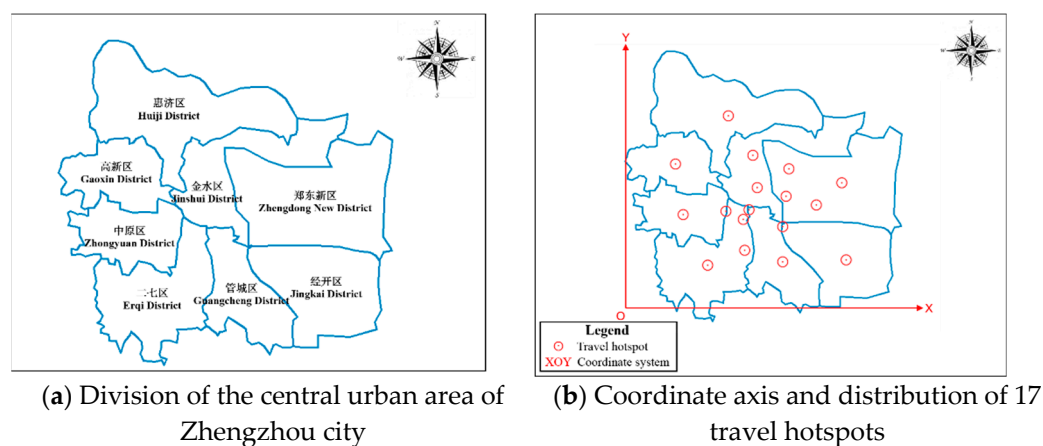 N
W
E
S
惠济区
Huiji District
高新区
Gaoxin District
金水区
Jinshui District
郑东新区
Zhengdong New District
中原区
Zhongyuan District
二七区
Erqi District
管城区
Guangcheng District
经开区
Jingkai District
(a) Division of the central urban area of
Zhengzhou city
Y
N
W
E
S
X
O
Legend
Travel hotspot
XOY Coordinate system
(b) Coordinate axis and distribution of 17
travel hotspots